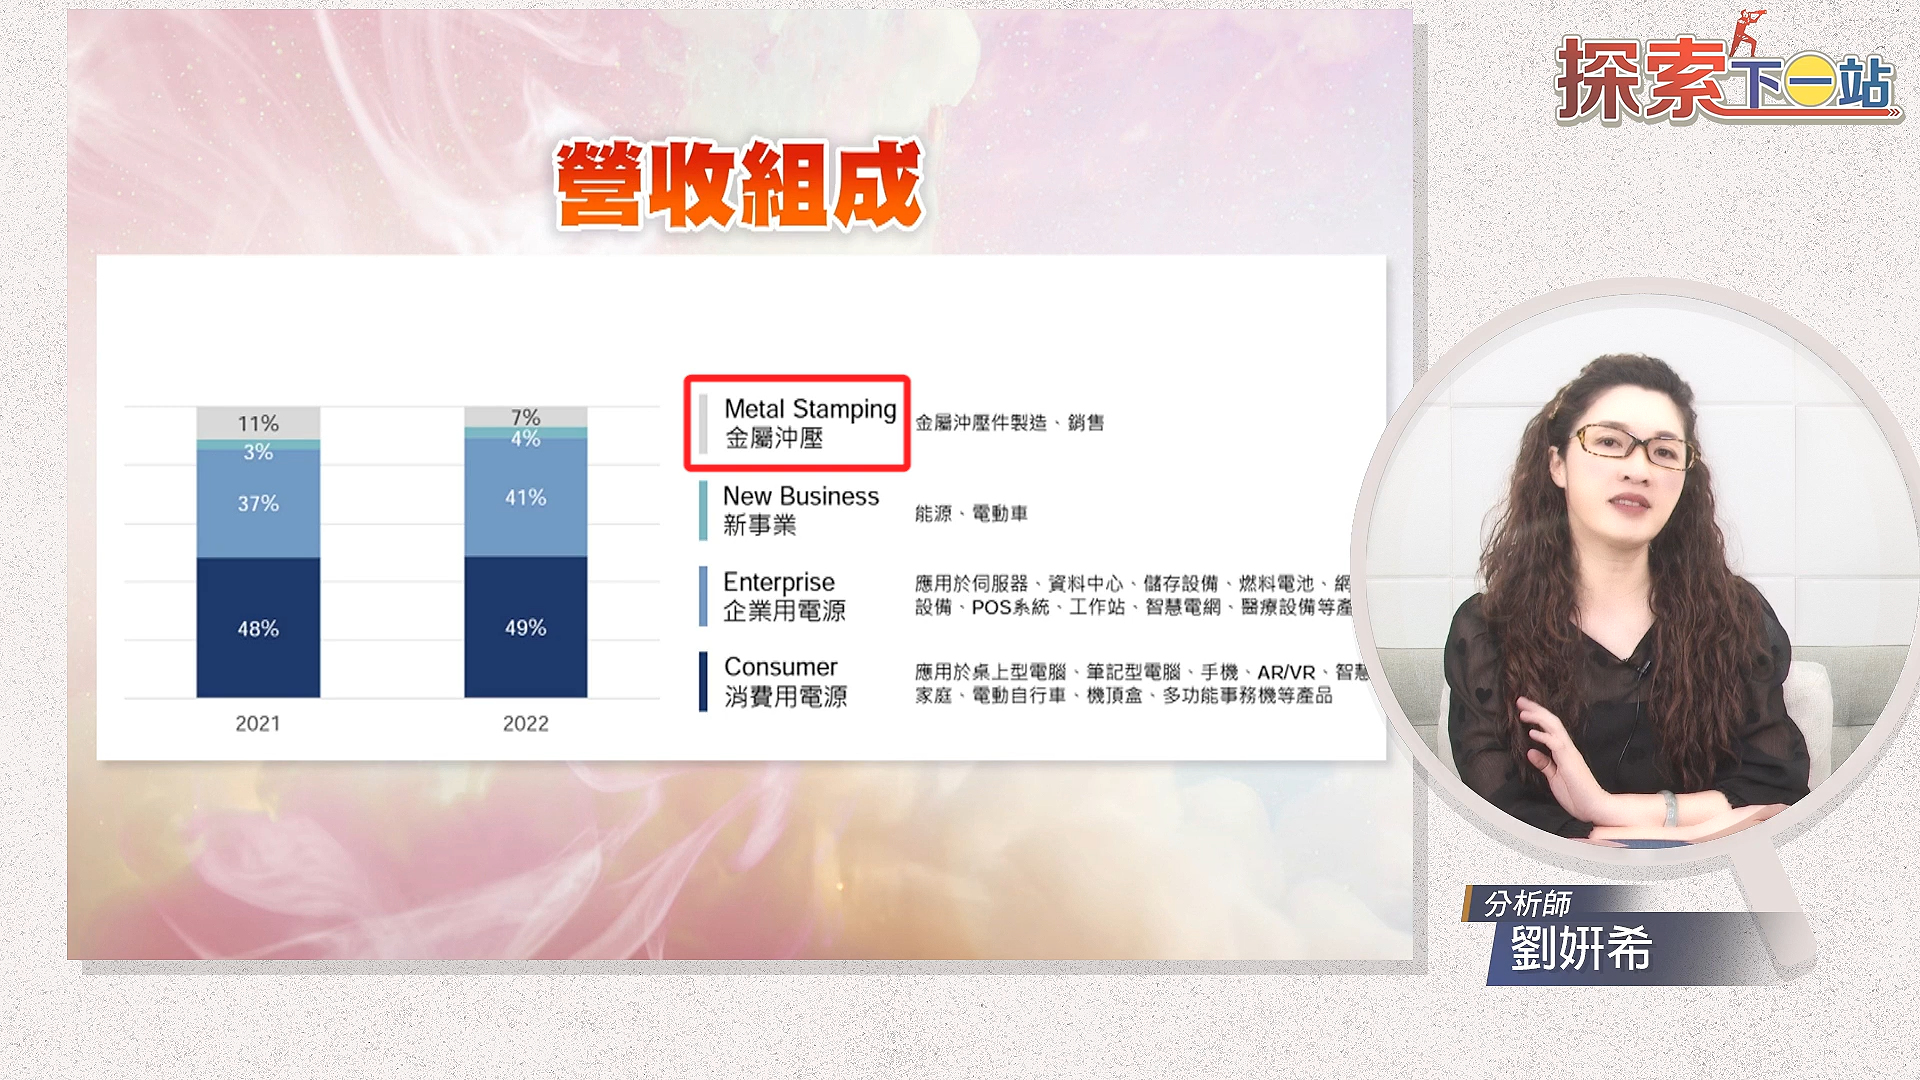 探索下一站
營收組成
11%
3%
37%
48%
2021
7%
4%
41%
49%
2022
Metal Stamping
金屬沖壓
金屬沖壓件製造、銷售
New Business
新事業
能源、電動車
Enterprise
企業用電源
應用於伺服器、資料中心、儲存設備、燃料電池、網
設備、POS系統、工作站、智慧電網、醫療設備等產
Consumer
消費用電源
應用於桌上型電腦、筆記型電腦、手機、AR/VR、智慧
家庭、電動自行車、機頂盒、多功能事務機等產品
分析師
劉妍希